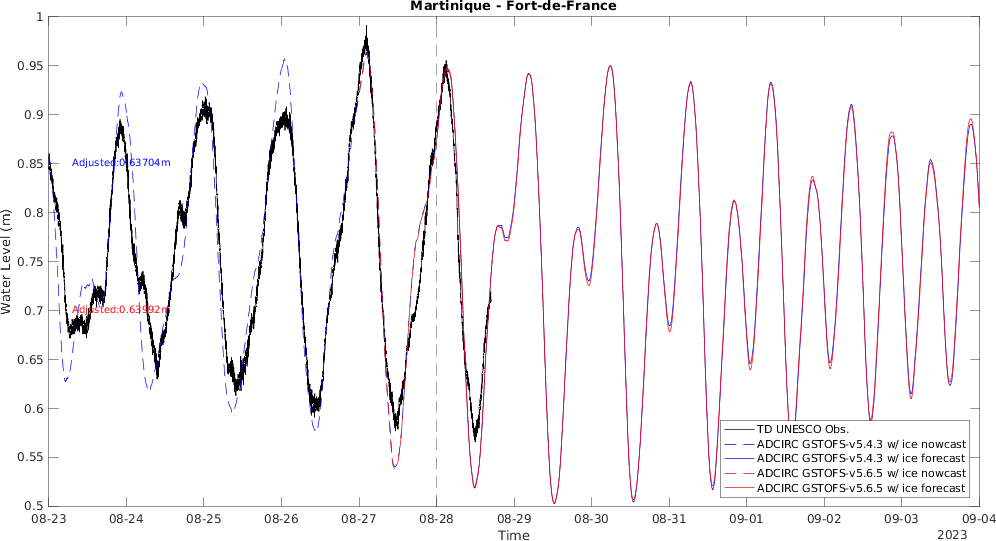 Martinique - Fort-de-France
1
0.95
0.9
0.85
0.8
0.75
0.7
0.65
0.6
0.55
0.5
Water Level (m)
Adjusted:0.63704m
Adjusted:0.63992m
TD UNESCO Obs.
ADCIRC GSTOFS-v5.4.3 w/ ice nowcast
ADCIRC GSTOFS-v5.4.3 w/ ice forecast
ADCIRC GSTOFS-v5.6.5 w/ ice nowcast
ADCIRC GSTOFS-v5.6.5 w/ ice forecast
08-23 08-24 08-25 08-26 08-27 08-28 08-29 08-30 08-31 09-01 09-02 09-03 09-04
Time
2023